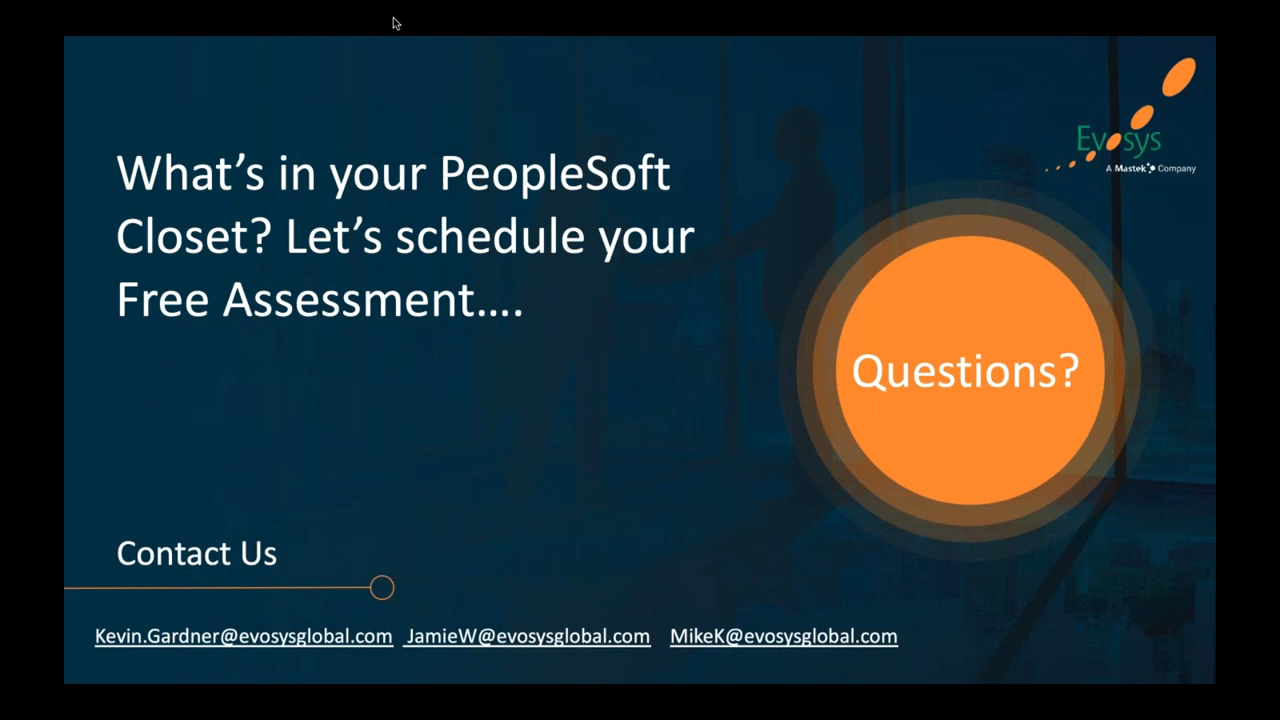 What’s in your PeopleSoft
Closet? Let’s schedule your
Free Assessment....
Evosys
A Mastek Company
Questions?
Contact Us
Kevin.Gardner@evosysglobal.com JamieW@evosysglobal.com MikeK@evosysglobal.com